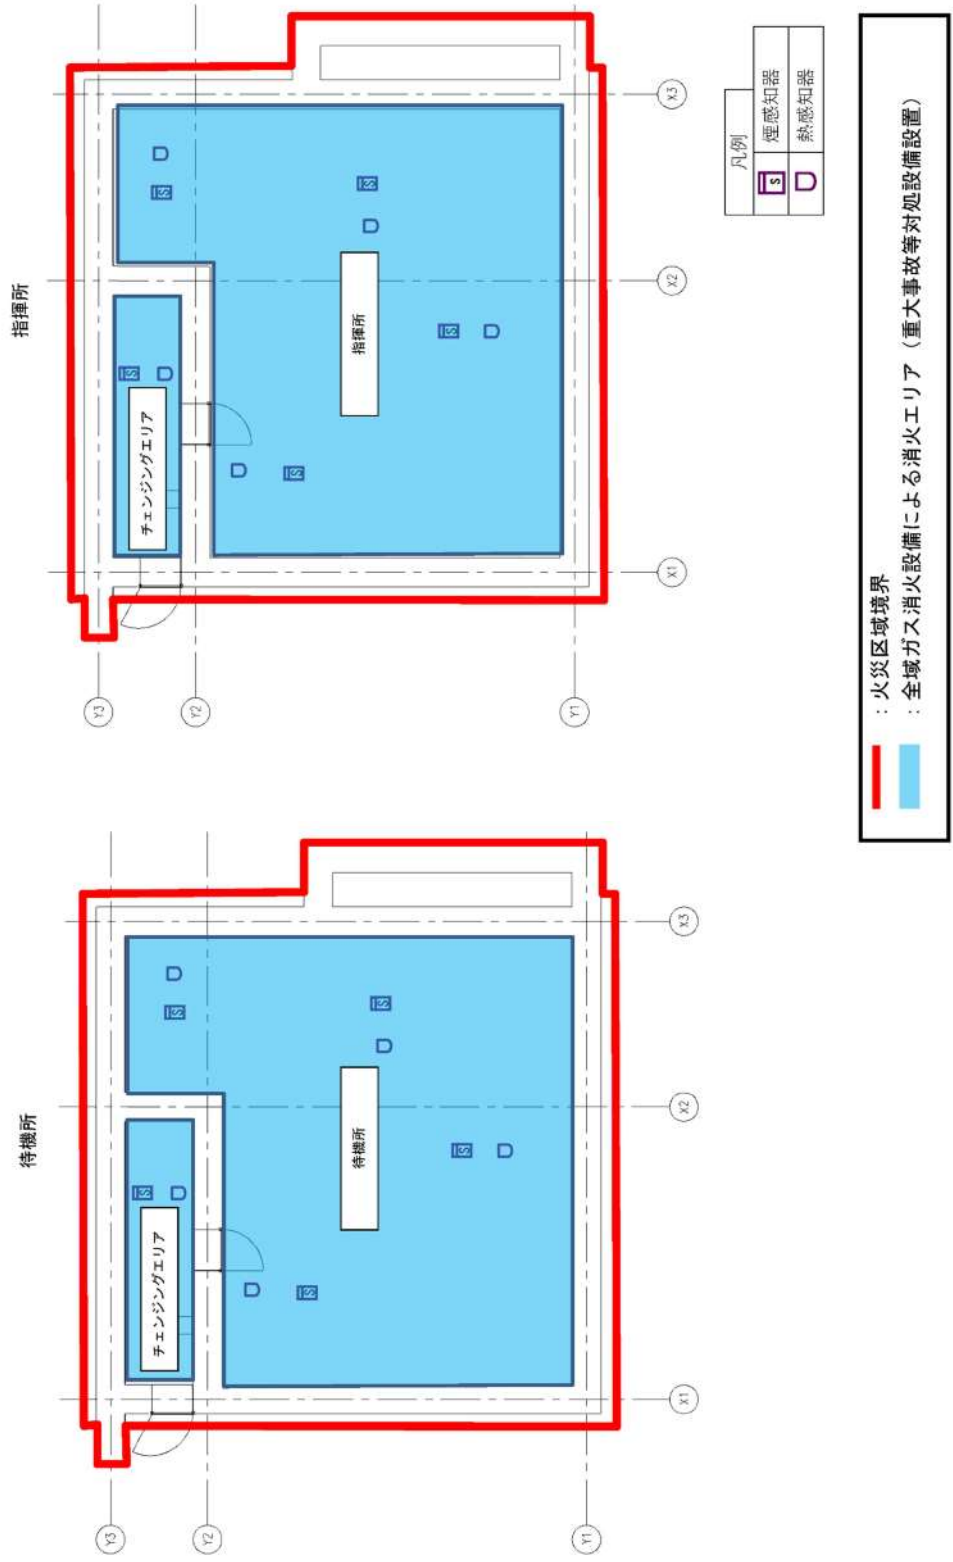 指揮所
Y3
Y2
Y1
X3
X2
X1
チェンジングエリア
指揮所
S
S
S
S
S
待機所
Y3
Y2
Y1
X3
X2
X1
チェンジングエリア
待機所
S
S
S
S
S
凡例
S 煙感知器
熱感知器
：火災区域境界
：全域ガス消火設備による消火エリア（重大事故等対処設備設置）